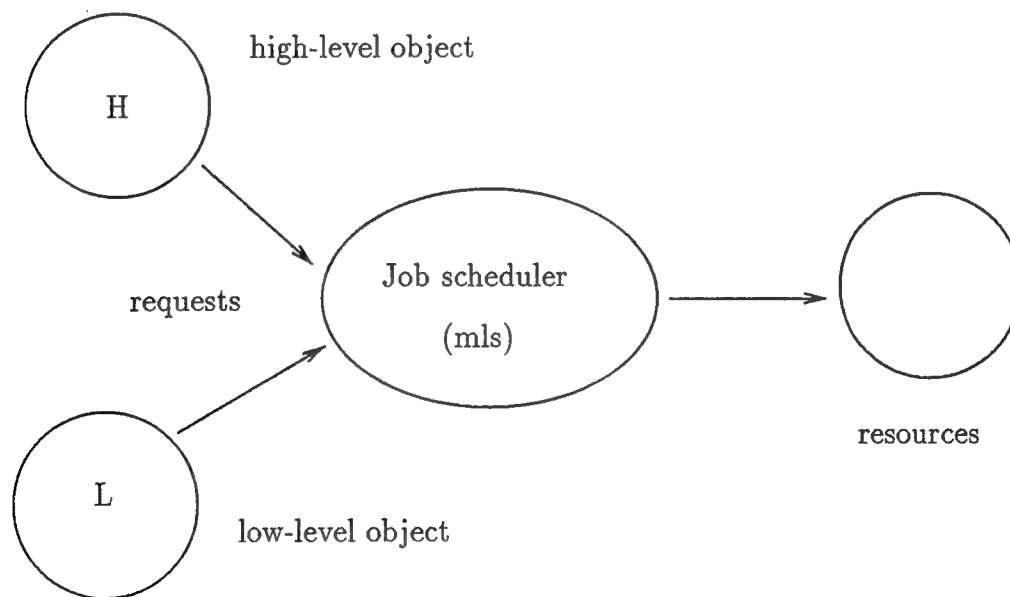 high-level object
H
Job scheduler
(mls)
requests
resources
L
low-level object